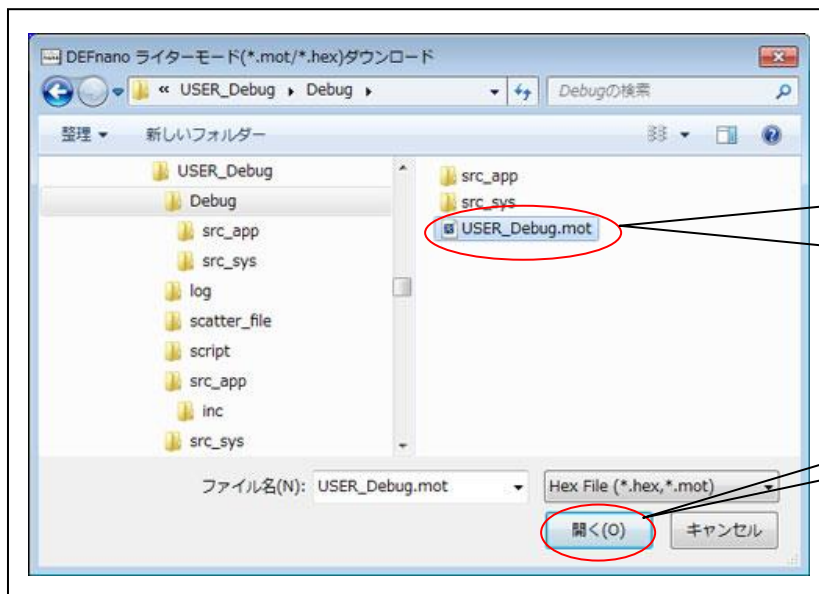 DEFnano ライターモード(*.mot/*.hex)ダウンロード
« USER_Debug ▸ Debug ▸
Debugの検索
整理 ▾ 新しいフォルダー
USER_Debug
Debug
src_app
src_sys
log
scatter_file
script
src_app
inc
src_sys
src_app
src_sys
USER_Debug.mot
ファイル名(N): USER_Debug.mot
Hex File (*.hex,*.mot)
開く(O) キャンセル